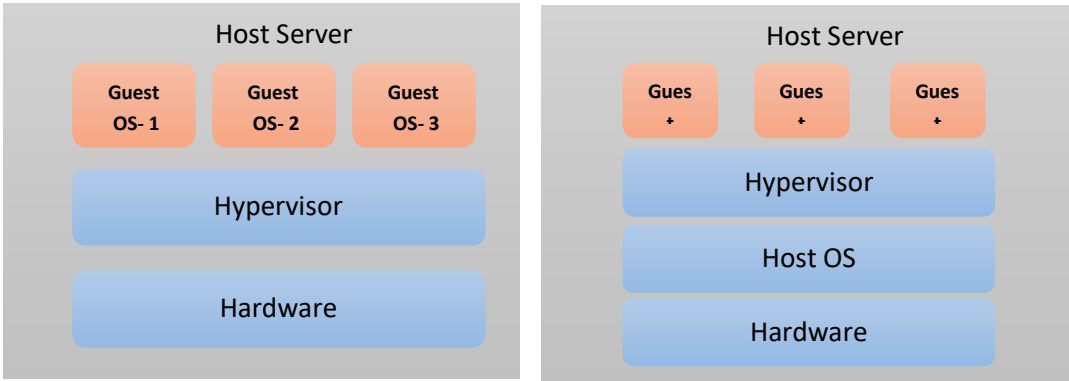 Host Server
Guest Guest Guest
OS- 1 OS- 2 OS- 3
Hypervisor
Hardware
Host Server
Gues Gues Gues
Hypervisor
Host OS
Hardware